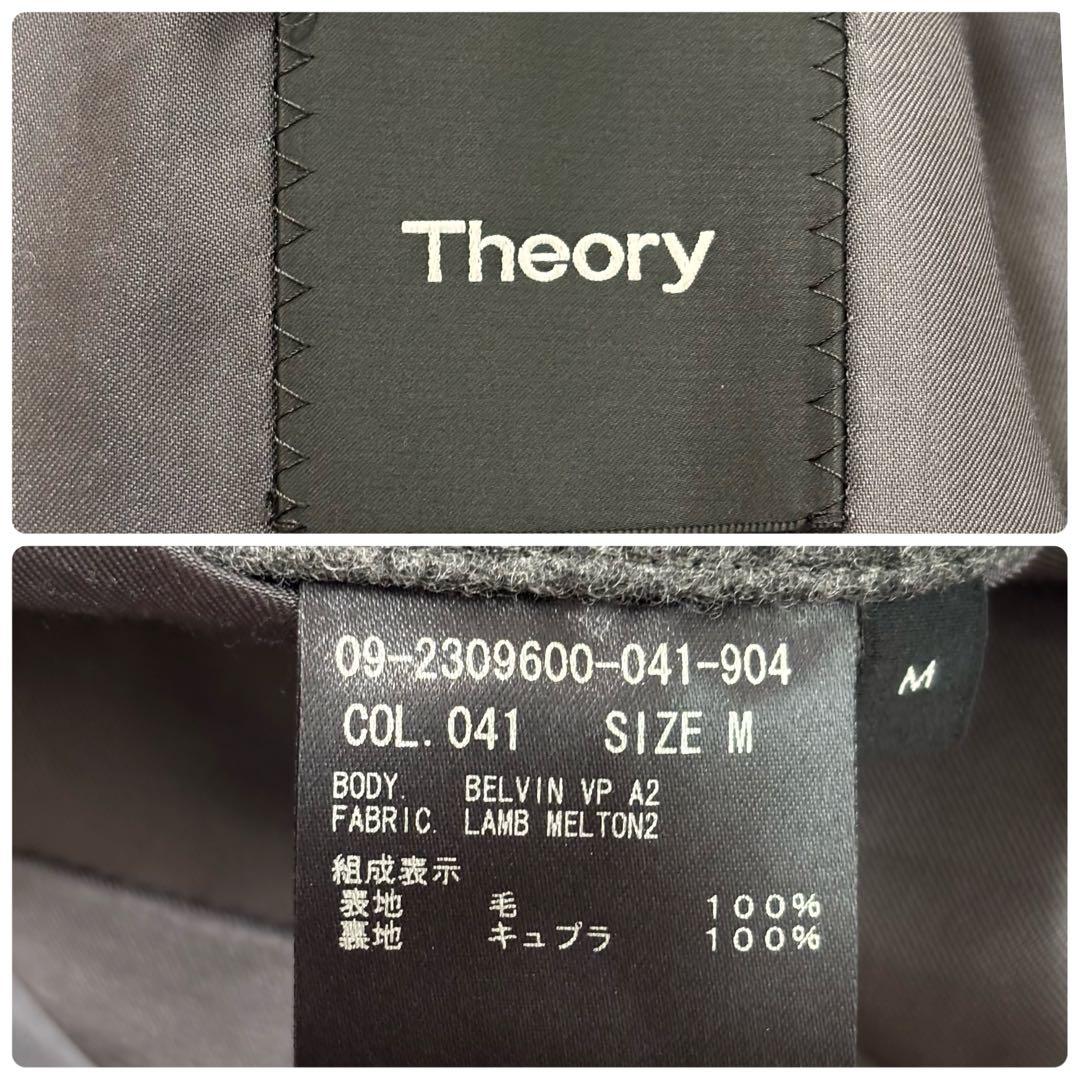 Theory
09-2309600-041-904
M
COL. 041 SIZE M
BODY. BELVIN VP A2
FABRIC. LAMB MELTON2
組成表示
表地 毛 100%
裏地 キュプラ 100%